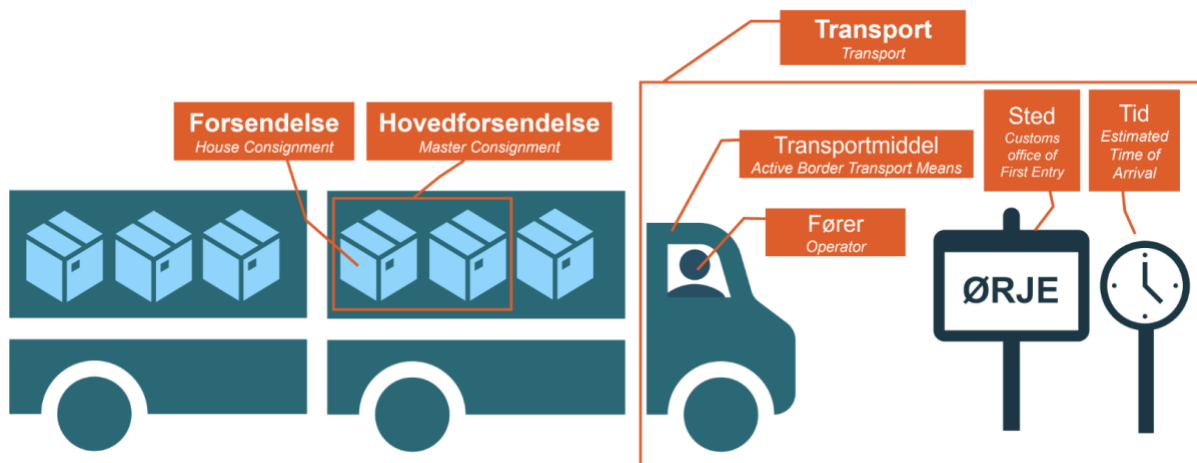 Transport
Transport
Forsendelse
House Consignment
Hovedforsendelse
Master Consignment
Transportmiddel
Active Border Transport Means
Fører
Operator
Sted
Customs
office of
First Entry
Tid
Estimated
Time of
Arrival
ØRJE